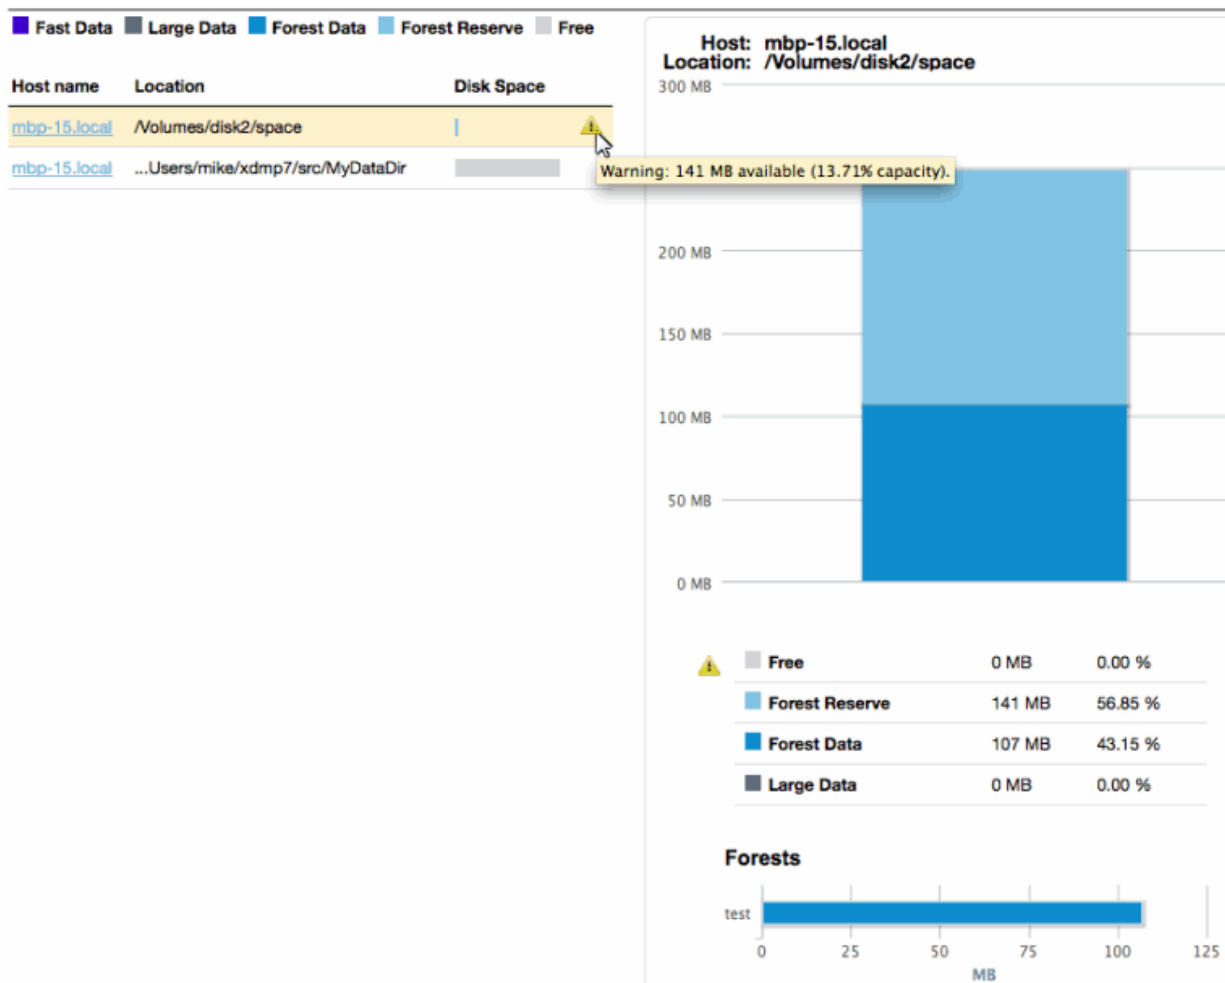 Fast Data Large Data Forest Data Forest Reserve Free
Host name Location Disk Space
mbp-15.local /Volumes/disk2/space
mbp-15.local ...Users/mike/xdmp7/src/MyDataDir
Warning: 141 MB available (13.71% capacity).
Host: mbp-15.local
Location: /Volumes/disk2/space
300 MB
200 MB
150 MB
100 MB
50 MB
0 MB
Free 0 MB 0.00 %
Forest Reserve 141 MB 56.85 %
Forest Data 107 MB 43.15 %
Large Data 0 MB 0.00 %
Forests
test
0 25 50 75 100 125
MB